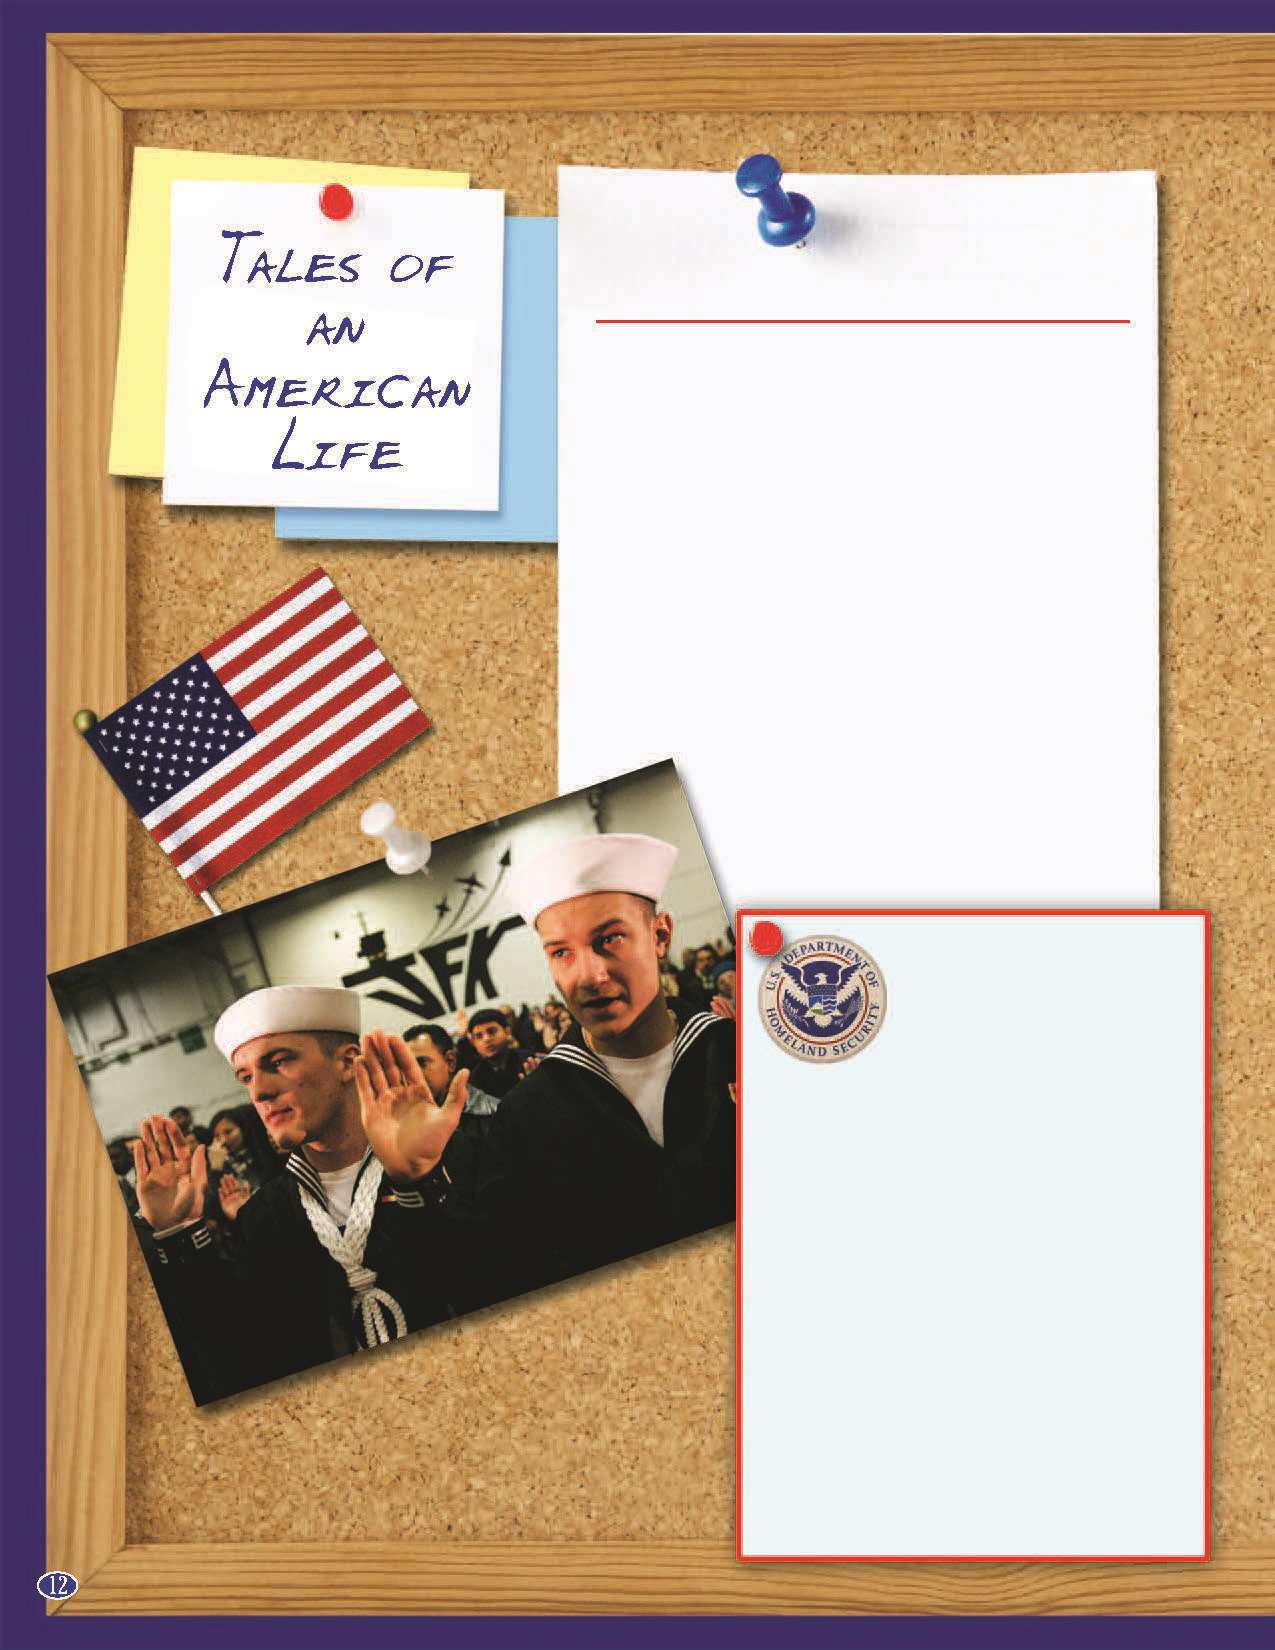 TALES OF
AN
AMERICAN
LIFE
JFK
U.S. DEPARTMENT OF
HOMELAND SECURITY
12